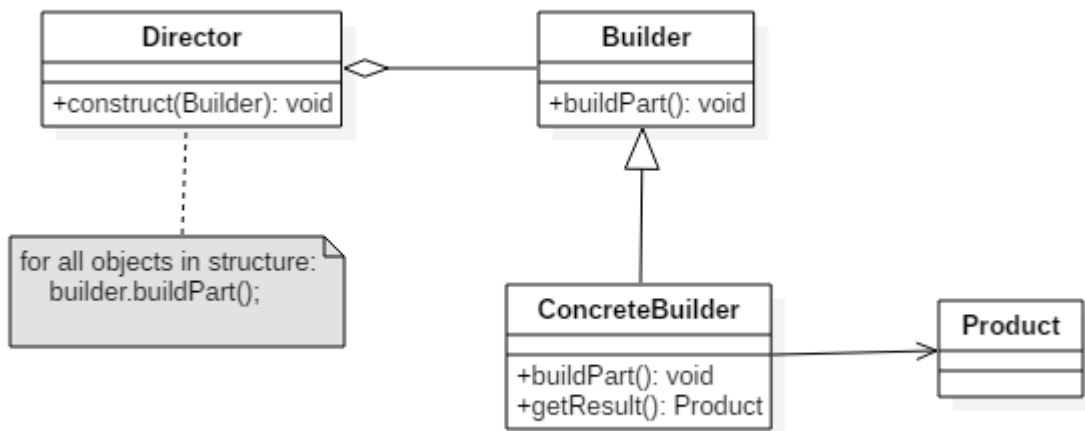 Director
+construct(Builder): void
Builder
+buildPart(): void
for all objects in structure:
builder.buildPart();
ConcreteBuilder
+buildPart(): void
+getResult(): Product
Product